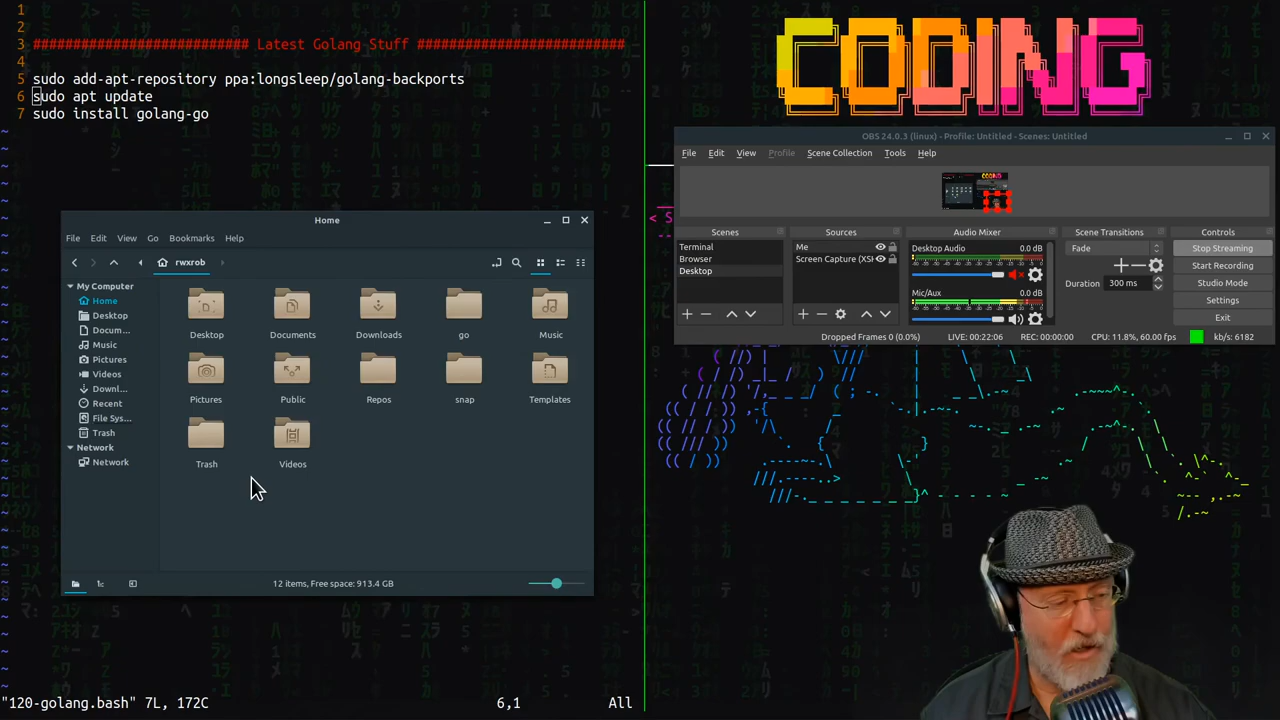 1
2
3 ########################### Latest Golang Stuff ##########################
4
5 sudo add-apt-repository ppa:longsleep/golang-backports
6 sudo apt update
7 sudo install golang-go
~
CODING
OBS 24.0.3 (linux) - Profile: Untitled - Scenes: Untitled
File Edit View Profile Scene Collection Tools Help
Scenes
Terminal
Browser
Desktop
Sources
Me
Screen Capture (XSH
Audio Mixer
Desktop Audio 0.0 dB
Mic/Aux 0.0 dB
Scene Transitions
Fade
Duration 300 ms
Controls
Stop Streaming
Start Recording
Studio Mode
Settings
Exit
Dropped Frames 0 (0.0%) LIVE: 00:22:06 REC: 00:00:00 CPU: 11.8%, 60.00 fps kb/s: 6182
Home
File Edit View Go Bookmarks Help
rwxrob
My Computer
Home
Desktop
Docum...
Music
Pictures
Videos
Downl...
Recent
File Sys...
Trash
Network
Network
Desktop Documents Downloads go Music
Pictures Public Repos snap Templates
Trash Videos
12 items, Free space: 913.4 GB
< S
"120-golang.bash" 7L, 172C 6,1 All